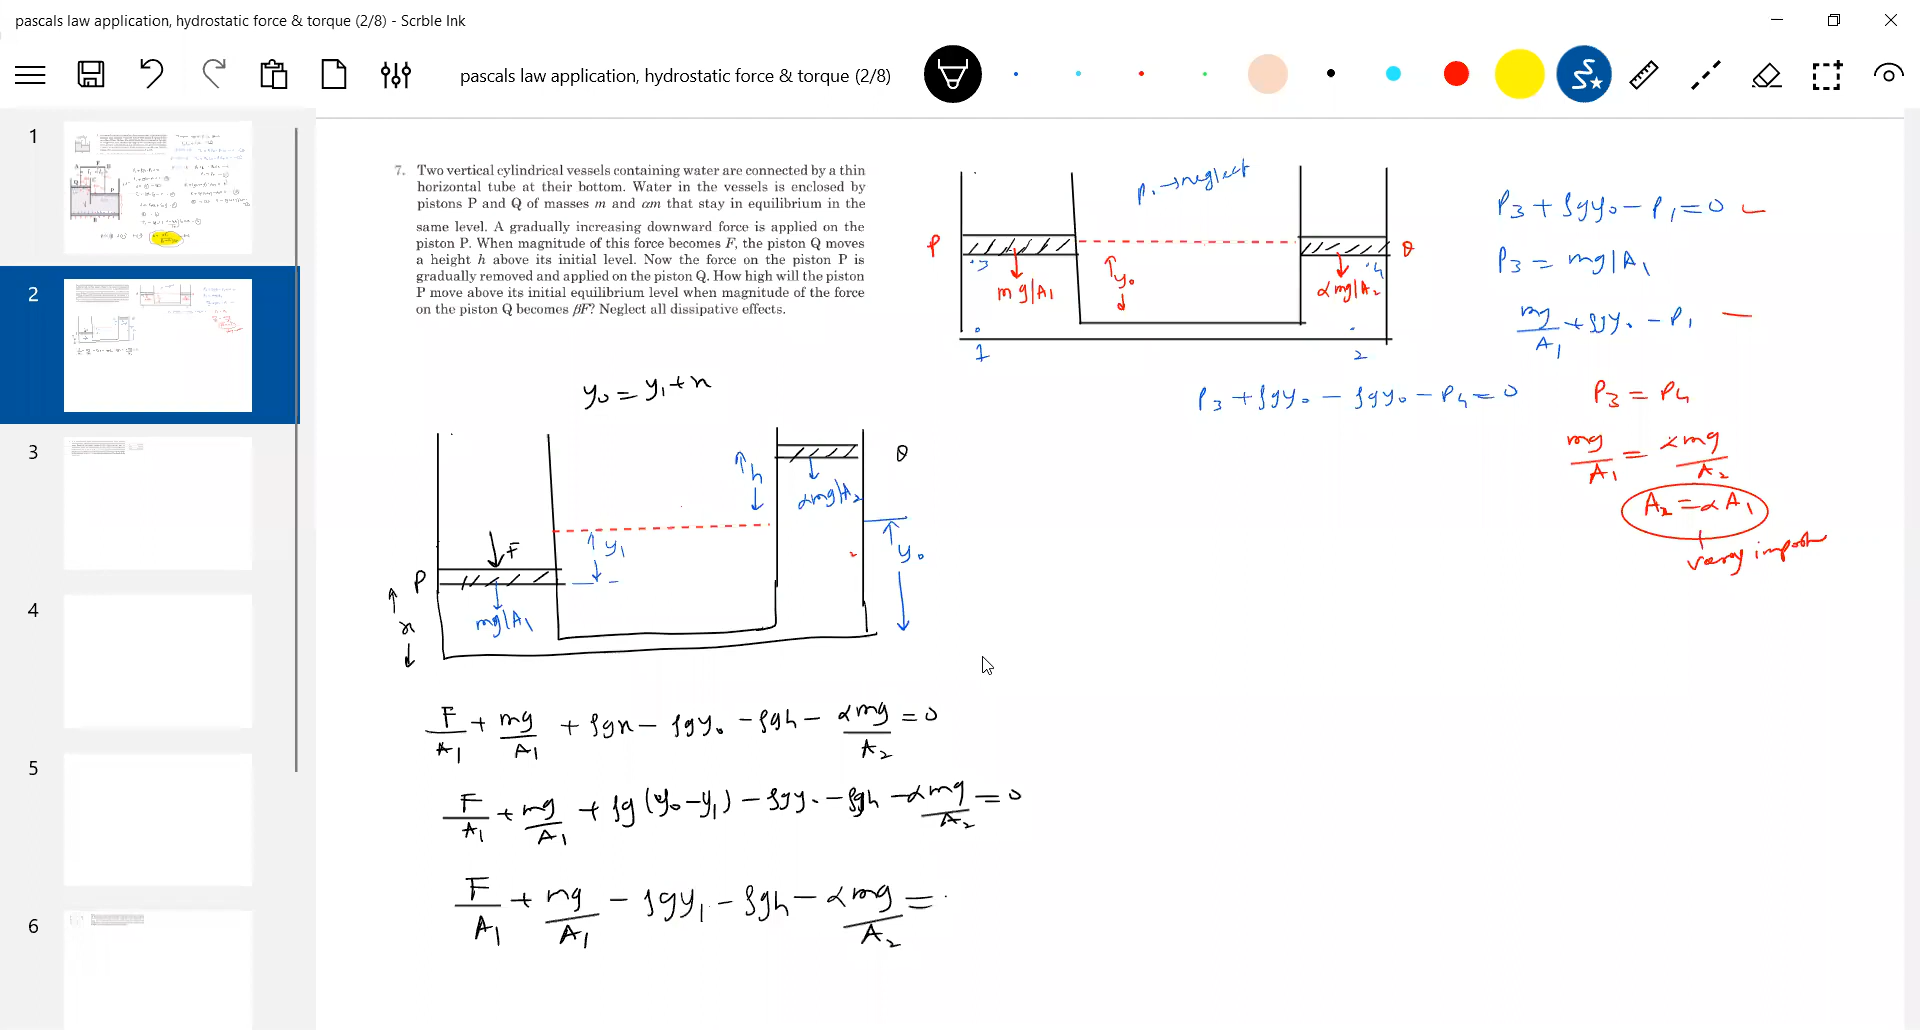 pascals law application, hydrostatic force & torque (2/8) - Scrble Ink
pascals law application, hydrostatic force & torque (2/8)
1
2
3
4
5
6
7. Two vertical cylindrical vessels containing water are connected by a thin
horizontal tube at their bottom. Water in the vessels is enclosed by
pistons P and Q of masses m and αm that stay in equilibrium in the
same level. A gradually increasing downward force is applied on the
piston P. When magnitude of this force becomes F, the piston Q moves
a height h above its initial level. Now the force on the piston P is
gradually removed and applied on the piston Q. How high will the piston
P move above its initial equilibrium level when magnitude of the force
on the piston Q becomes βF? Neglect all dissipative effects.
P₁→neglect
P
Q
3
4
mg|A₁
y₀
αmg|A₂
1
2
P₃ + ρgy₀ - P₁ = 0
P₃ = mg|A₁
mg/A₁ + ρgy₀ - P₁
P₃ + ρgy₀ - ρgy₀ - P₄ = 0
P₃ = P₄
mg/A₁ = αmg/A₂
A₂ = αA₁
very
y₀ = y₁ + x
h
Q
αmg|A₂
F
y₁
y₀
P
x
mg|A₁
F/A₁ + mg/A₁ + ρgx - ρgy₀ - ρgh - αmg/A₂ = 0
F/A₁ + mg/A₁ + ρg(y₀-y₁) - ρgy₀ - ρgh - αmg/A₂ = 0
F/A₁ + mg/A₁ - ρgy₁ - ρgh - αmg/A₂ =